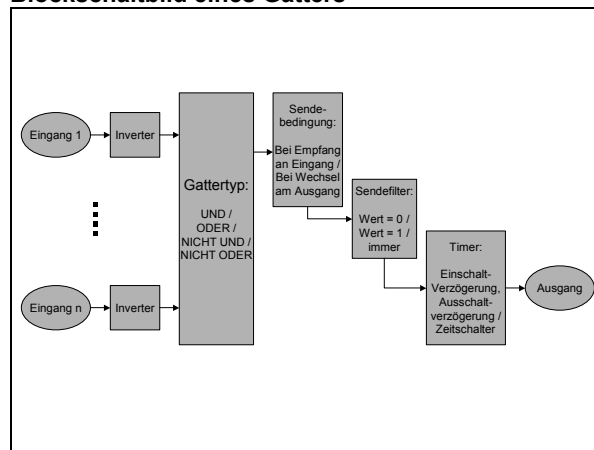 Blockschaltbild eines Gatters
Eingang 1
Inverter
Gattertyp:
UND /
ODER /
NICHT UND /
NICHT ODER
Eingang n
Inverter
Sende-
bedingung:
Bei Empfang
an Eingang /
Bei Wechsel
am Ausgang
Sendefilter:
Wert = 0 /
Wert = 1 /
immer
Timer:
Einschalt-
Verzögerung,
Ausschalt-
verzögerung /
Zeitschalter
Ausgang